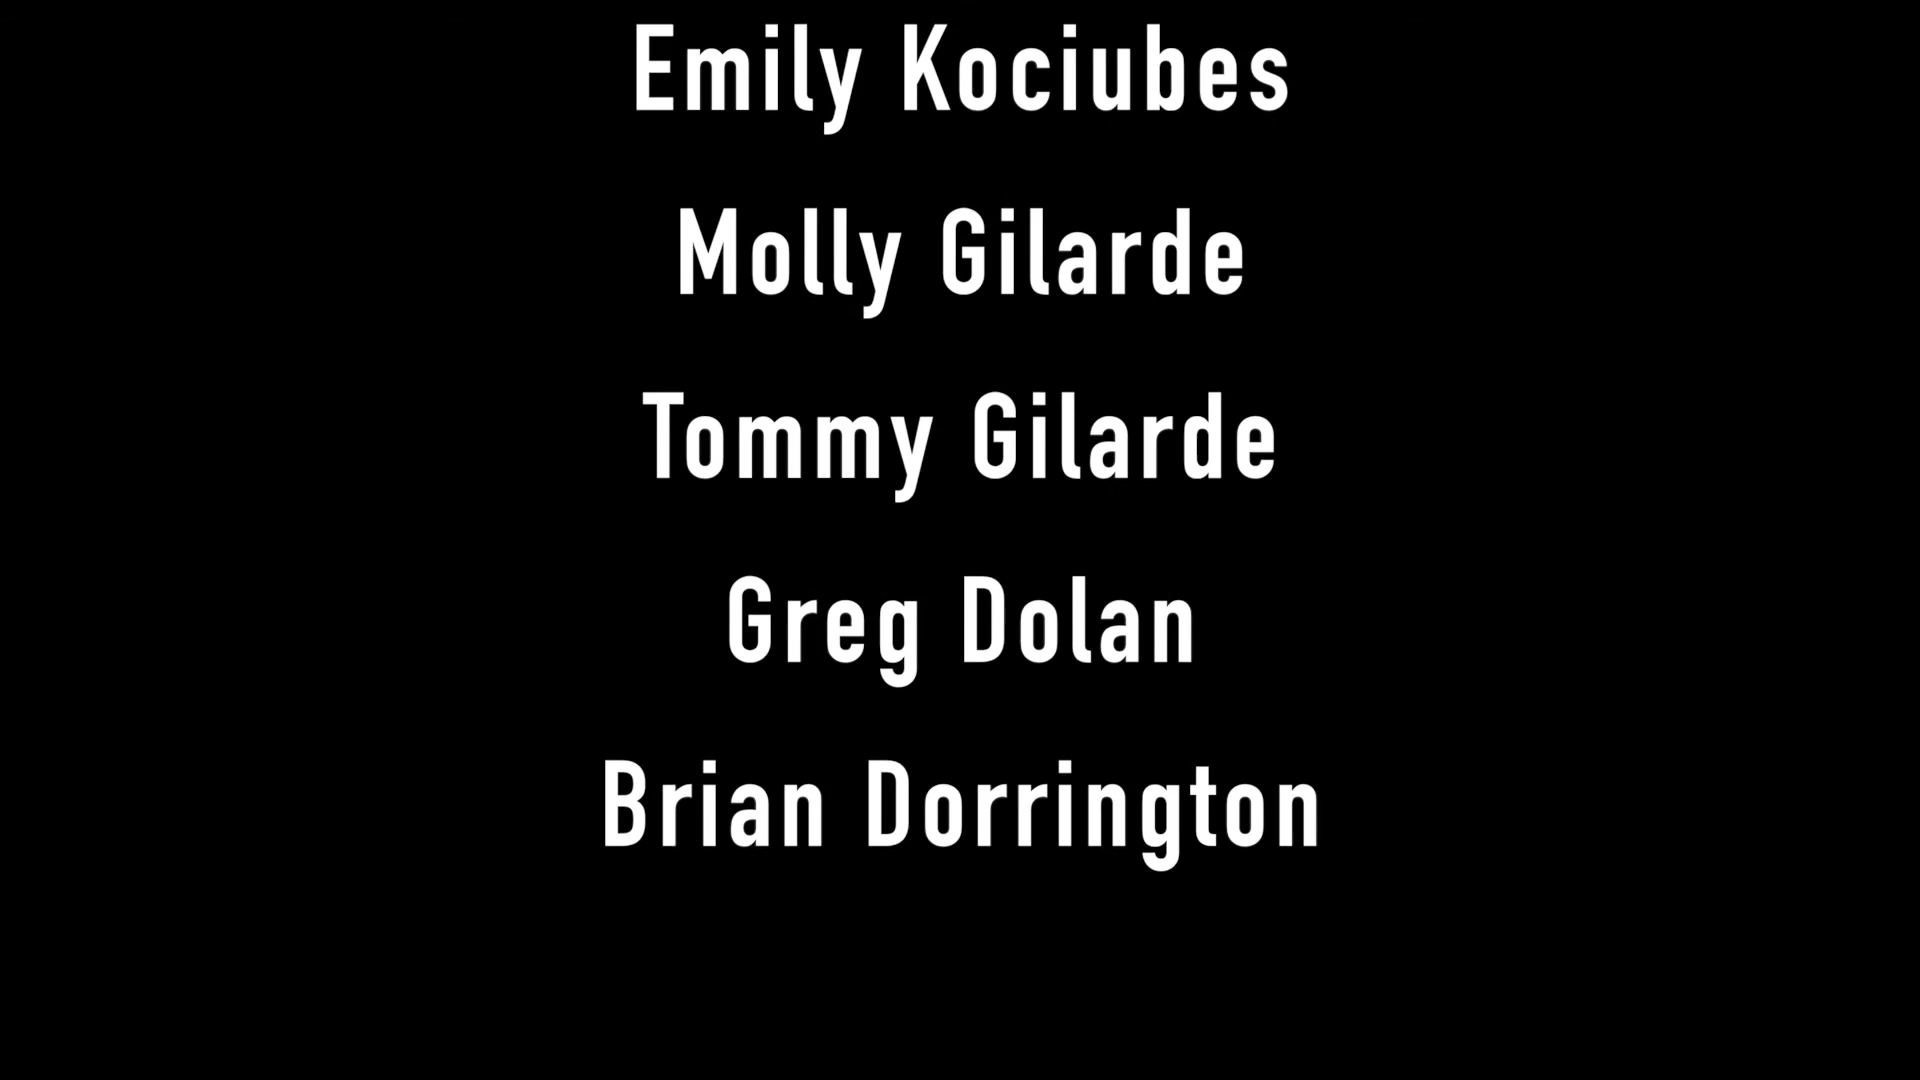 Emily Kociubes
Molly Gilarde
Tommy Gilarde
Greg Dolan
Brian Dorrington